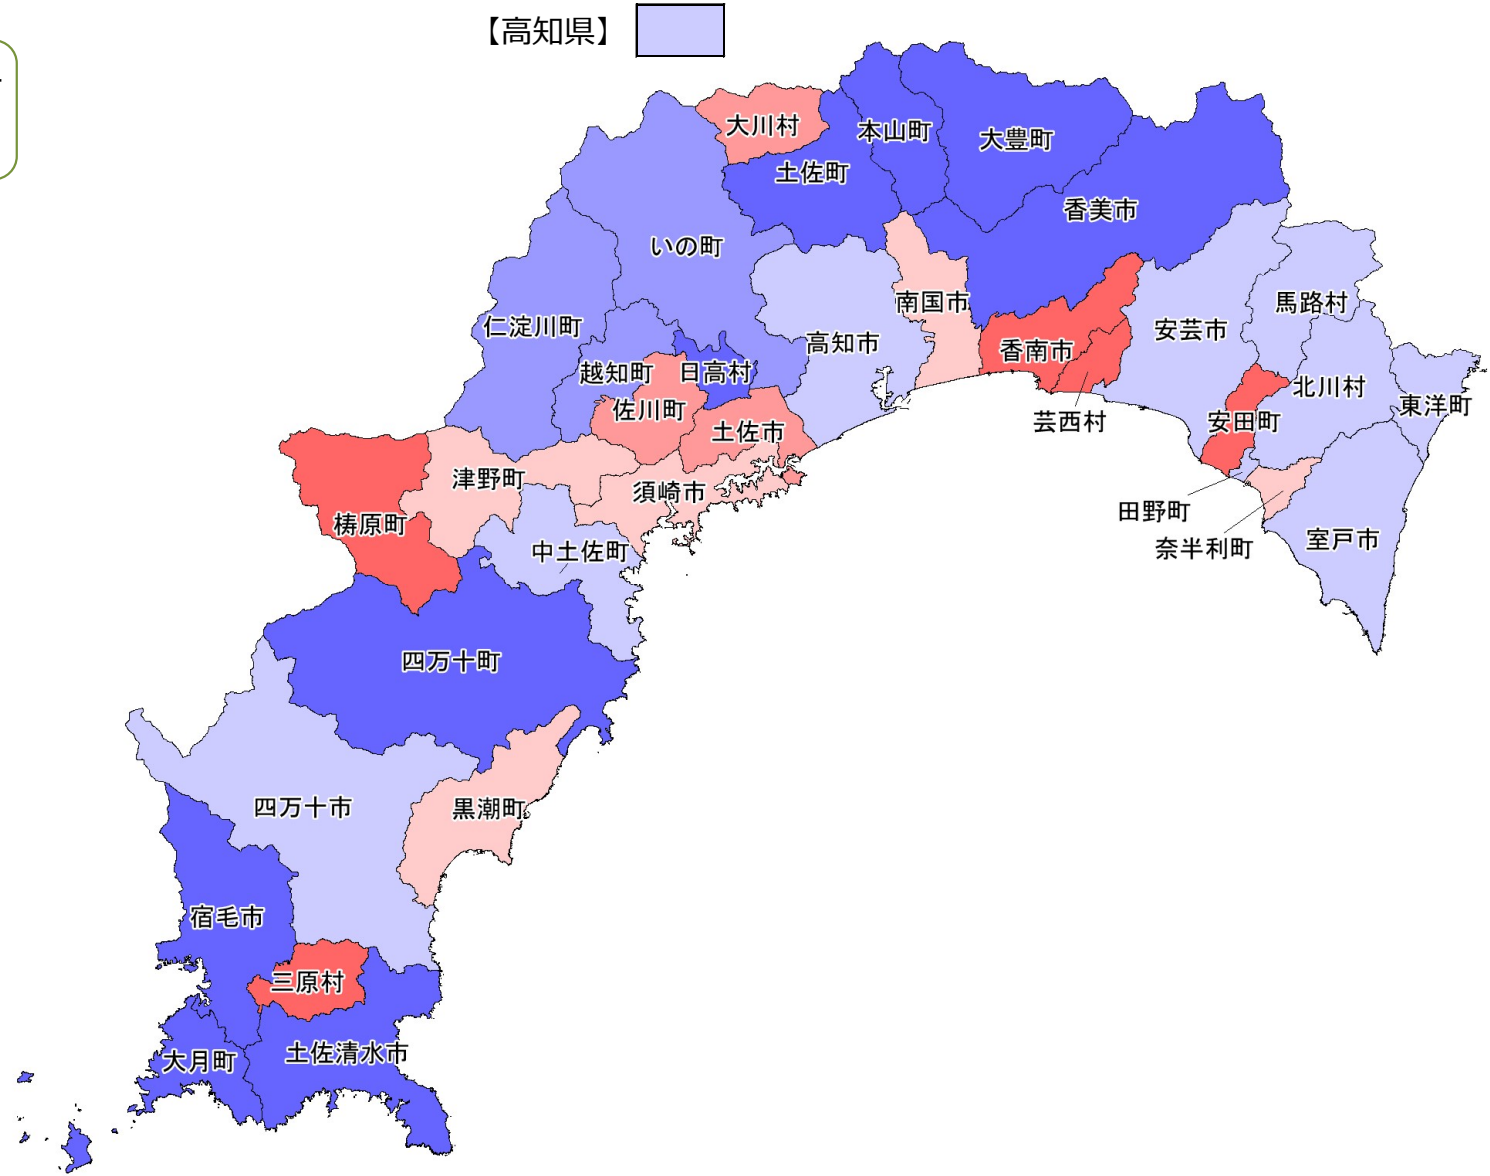 【高知県】
大川村
本山町
大豊町
土佐町
香美市
いの町
南国市
馬路村
仁淀川町
高知市
安芸市
香南市
越知町
日高村
北川村
佐川町
東洋町
芸西村
安田町
土佐市
津野町
須崎市
田野町
梼原町
奈半利町
室戸市
中土佐町
四万十町
四万十市
黒潮町
宿毛市
三原村
土佐清水市
大月町